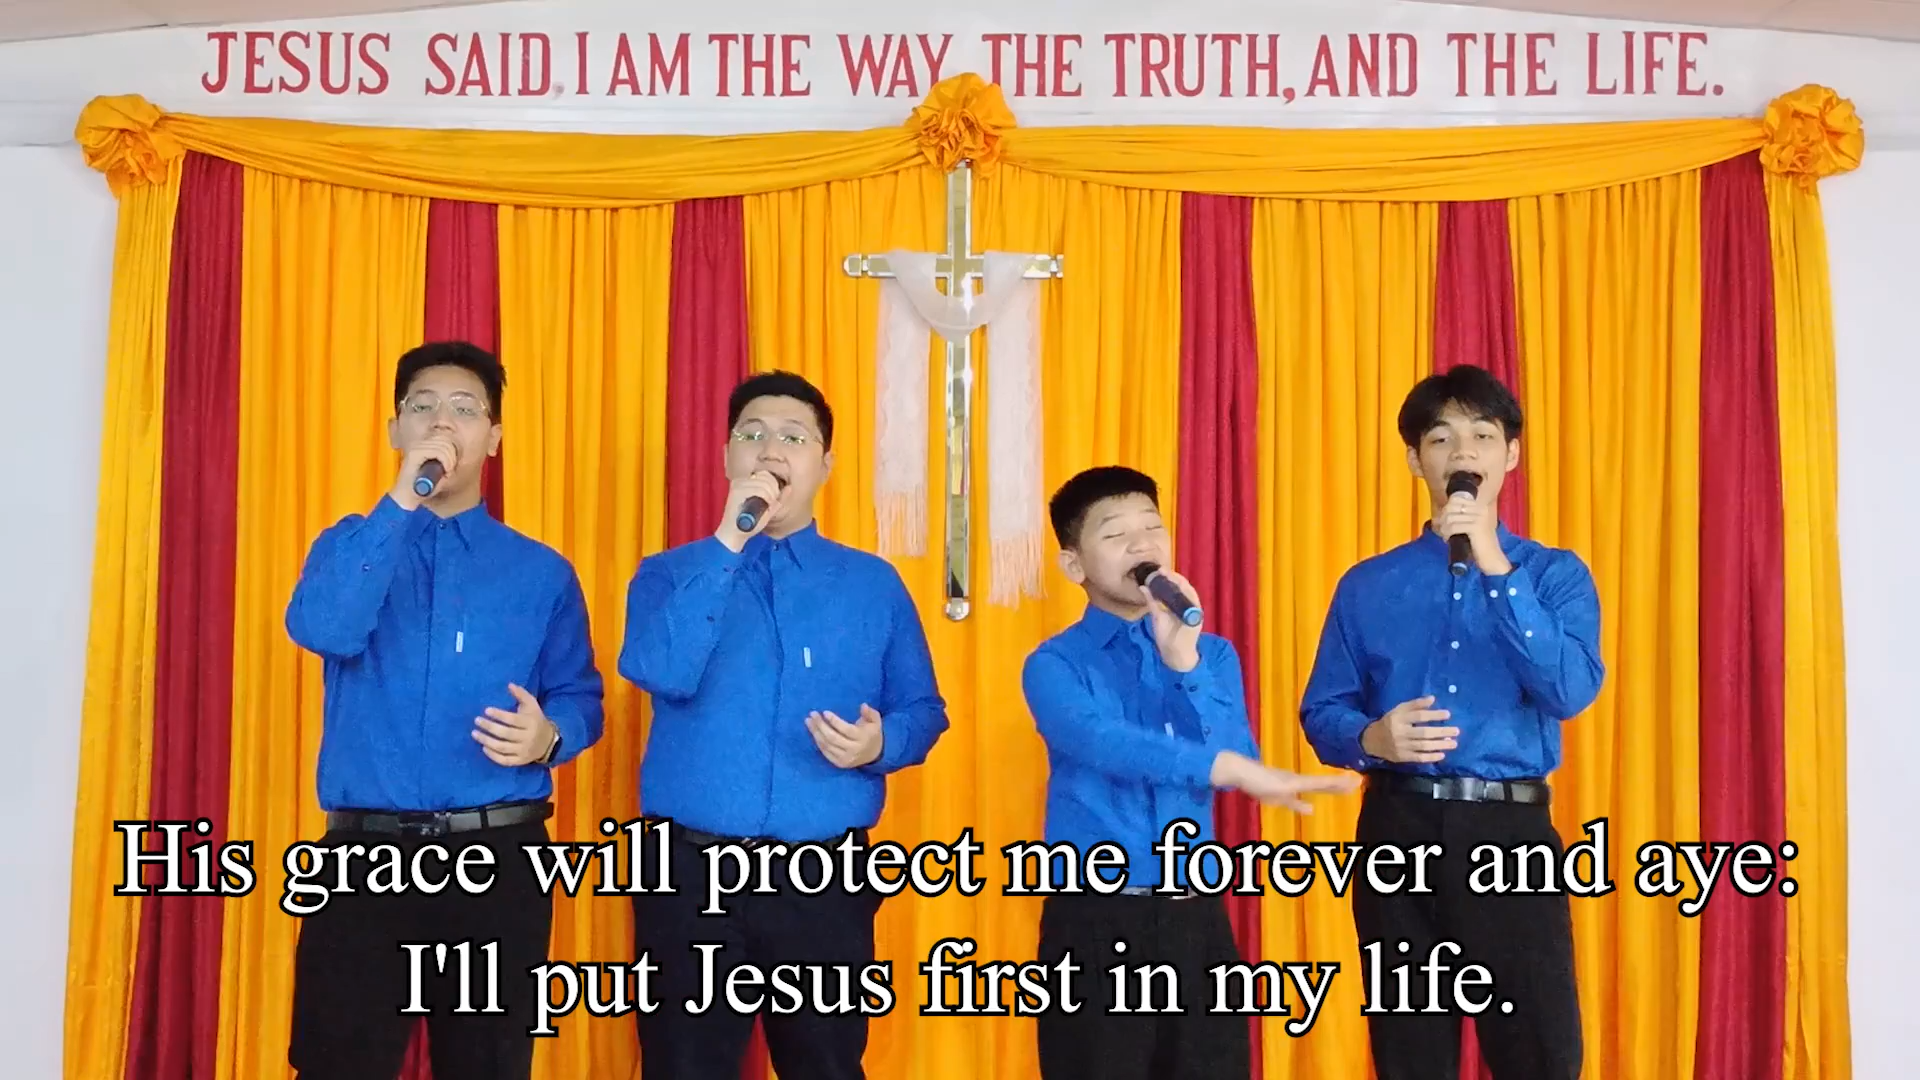 JESUS SAID, I AM THE WAY THE TRUTH, AND THE LIFE.
His grace will protect me forever and aye:
I'll put Jesus first in my life.